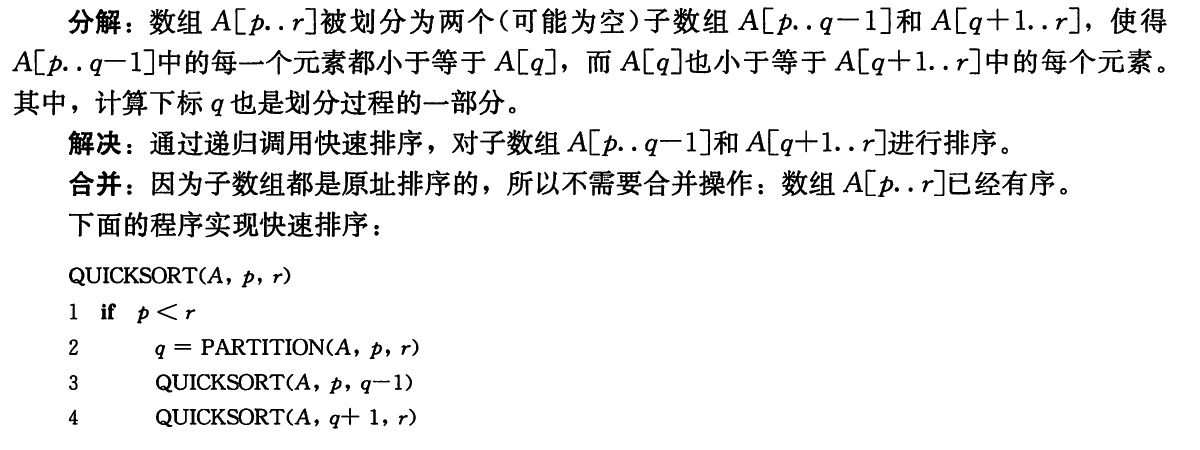 分解：数组 A[p..r]被划分为两个(可能为空)子数组 A[p..q－1]和 A[q＋1..r]，使得
A[p..q－1]中的每一个元素都小于等于 A[q]，而 A[q]也小于等于 A[q＋1..r]中的每个元素。
其中，计算下标 q 也是划分过程的一部分。
解决：通过递归调用快速排序，对子数组 A[p..q－1]和 A[q＋1..r]进行排序。
合并：因为子数组都是原址排序的，所以不需要合并操作：数组 A[p..r]已经有序。
下面的程序实现快速排序：
QUICKSORT(A, p, r)
1 if p < r
2 q = PARTITION(A, p, r)
3 QUICKSORT(A, p, q－1)
4 QUICKSORT(A, q＋1, r)